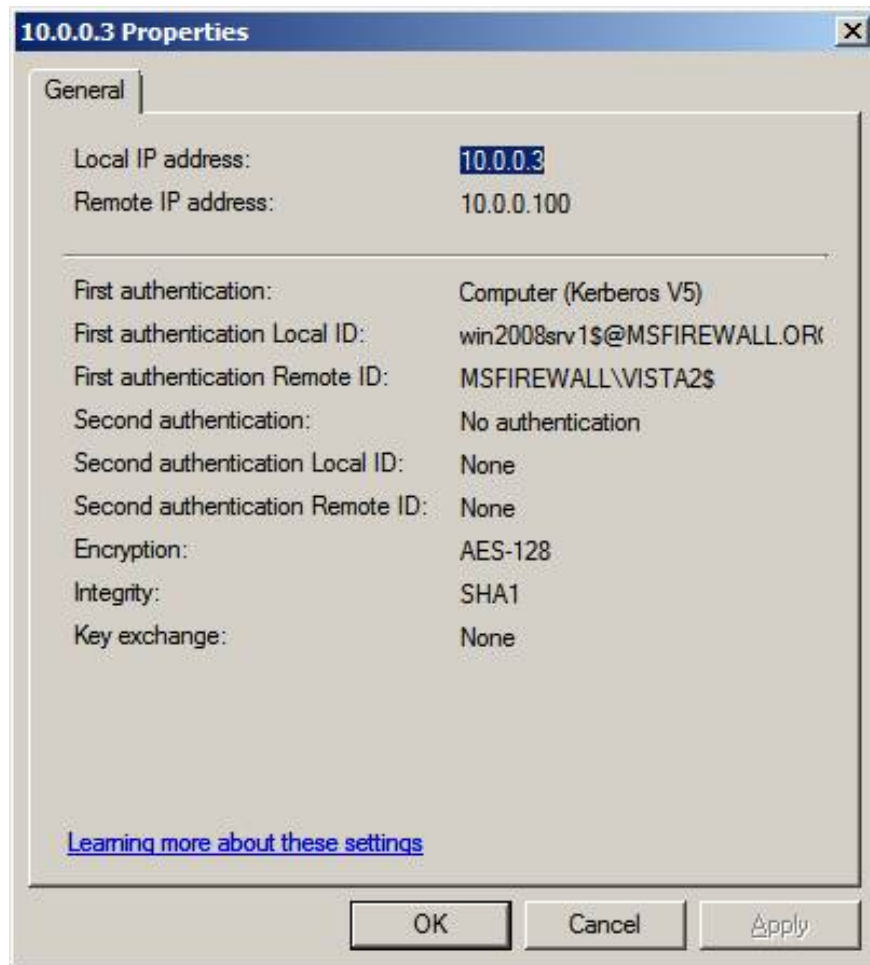 10.0.0.3 Properties
General
Local IP address: 10.0.0.3
Remote IP address: 10.0.0.100
First authentication: Computer (Kerberos V5)
First authentication Local ID: win2008srv1$@MSFIREWALL.OR
First authentication Remote ID: MSFIREWALL\VISTA2$
Second authentication: No authentication
Second authentication Local ID: None
Second authentication Remote ID: None
Encryption: AES-128
Integrity: SHA1
Key exchange: None
Learning more about these settings
OK Cancel Apply